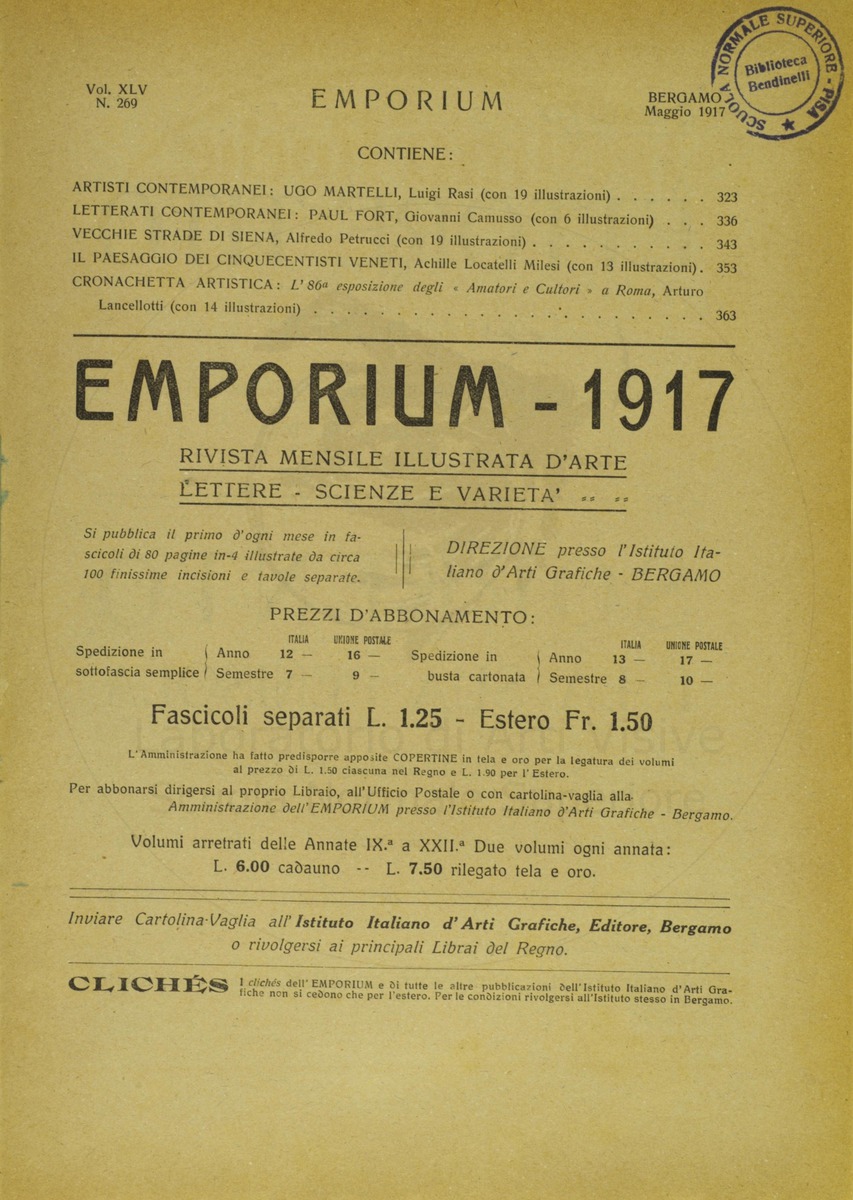 Vol. XLV
N. 269
EMPORIUM
BERGAMO
Maggio 1917
SCUOLA NORMALE SUPERIORE - PISA
Biblioteca
Bendinelli
CONTIENE:
ARTISTI CONTEMPORANEI: UGO MARTELLI, Luigi Rasi (con 19 illustrazioni) . . . . . . 323
LETTERATI CONTEMPORANEI: PAUL FORT, Giovanni Camusso (con 6 illustrazioni) . . . 336
VECCHIE STRADE DI SIENA, Alfredo Petrucci (con 19 illustrazioni) . . . . . . . . . . . 343
IL PAESAGGIO DEI CINQUECENTISTI VENETI, Achille Locatelli Milesi (con 13 illustrazioni). 353
CRONACHETTA ARTISTICA: L'86ª esposizione degli « Amatori e Cultori » a Roma, Arturo
Lancellotti (con 14 illustrazioni) . . . . . . . . . . . . . . . . . . . . . . . 363
EMPORIUM - 1917
RIVISTA MENSILE ILLUSTRATA D'ARTE
LETTERE - SCIENZE E VARIETA' .. ..
Si pubblica il primo d'ogni mese in fa-
scicoli di 80 pagine in-4 illustrate da circa
100 finissime incisioni e tavole separate.
DIREZIONE presso l'Istituto Ita-
liano d'Arti Grafiche - BERGAMO
PREZZI D'ABBONAMENTO:
ITALIA UNIONE POSTALE
Spedizione in Anno 12 — 16 —
sottofascia semplice Semestre 7 — 9 —
ITALIA UNIONE POSTALE
Spedizione in Anno 13 — 17 —
busta cartonata Semestre 8 — 10 —
Fascicoli separati L. 1.25 - Estero Fr. 1.50
L'Amministrazione ha fatto predisporre apposite COPERTINE in tela e oro per la legatura dei volumi
al prezzo di L. 1.50 ciascuna nel Regno e L. 1.90 per l'Estero.
Per abbonarsi dirigersi al proprio Libraio, all'Ufficio Postale o con cartolina-vaglia alla
Amministrazione dell'EMPORIUM presso l'Istituto Italiano d'Arti Grafiche - Bergamo.
Volumi arretrati delle Annate IX.ª a XXII.ª Due volumi ogni annata:
L. 6.00 cadauno -- L. 7.50 rilegato tela e oro.
Inviare Cartolina-Vaglia all'Istituto Italiano d'Arti Grafiche, Editore, Bergamo
o rivolgersi ai principali Librai del Regno.
CLICHÉS I clichés dell'EMPORIUM e di tutte le altre pubblicazioni dell'Istituto Italiano d'Arti Gra-
fiche non si cedono che per l'estero. Per le condizioni rivolgersi all'Istituto stesso in Bergamo.